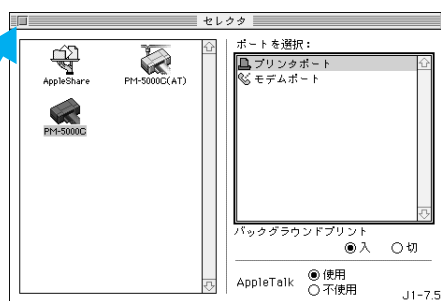 セレクタ
AppleShare
PM-5000C(AT)
PM-5000C
ポートを選択：
プリンタポート
モデムポート
バックグラウンドプリント
入 切
AppleTalk
使用
不使用
J1-7.5